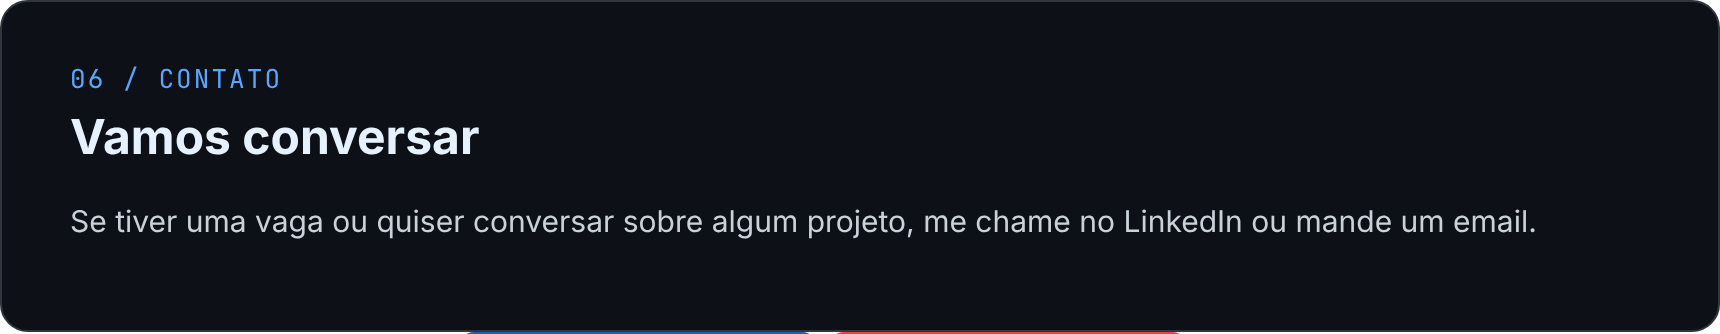 06 / CONTATO
Vamos conversar
Se tiver uma vaga ou quiser conversar sobre algum projeto, me chame no LinkedIn ou mande um email.